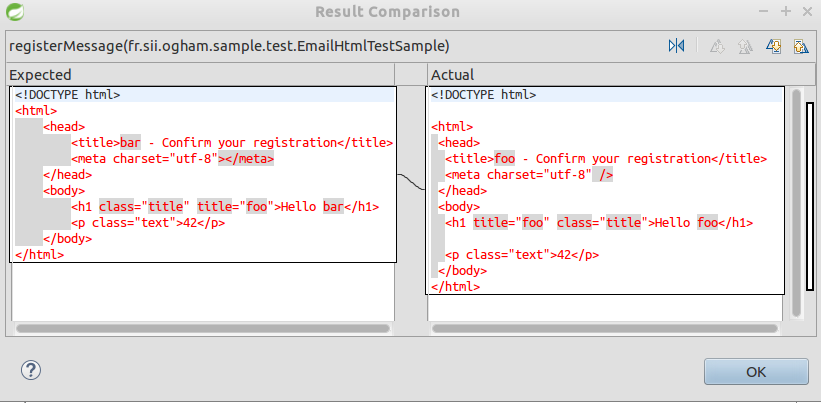 Result Comparison
registerMessage(fr.sii.ogham.sample.test.EmailHtmlTestSample)
Expected
<!DOCTYPE html>
<html>
    <head>
        <title>bar - Confirm your registration</title>
        <meta charset="utf-8"></meta>
    </head>
    <body>
        <h1 class="title" title="foo">Hello bar</h1>
        <p class="text">42</p>
    </body>
</html>
Actual
<!DOCTYPE html>
<html>
 <head>
  <title>foo - Confirm your registration</title>
  <meta charset="utf-8" />
 </head>
 <body>
  <h1 title="foo" class="title">Hello foo</h1>
  <p class="text">42</p>
 </body>
</html>
?
OK